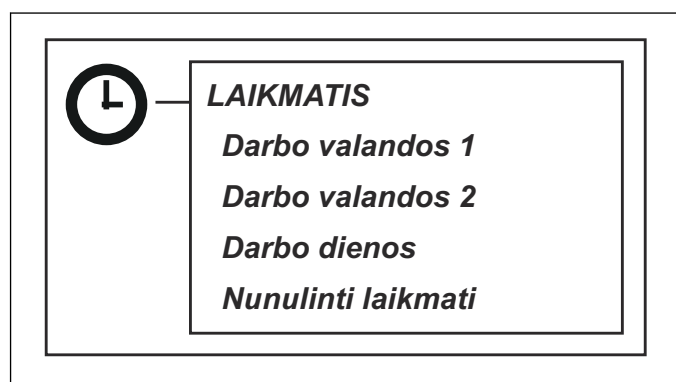 LAIKMATIS
Darbo valandos 1
Darbo valandos 2
Darbo dienos
Nunulinti laikmati